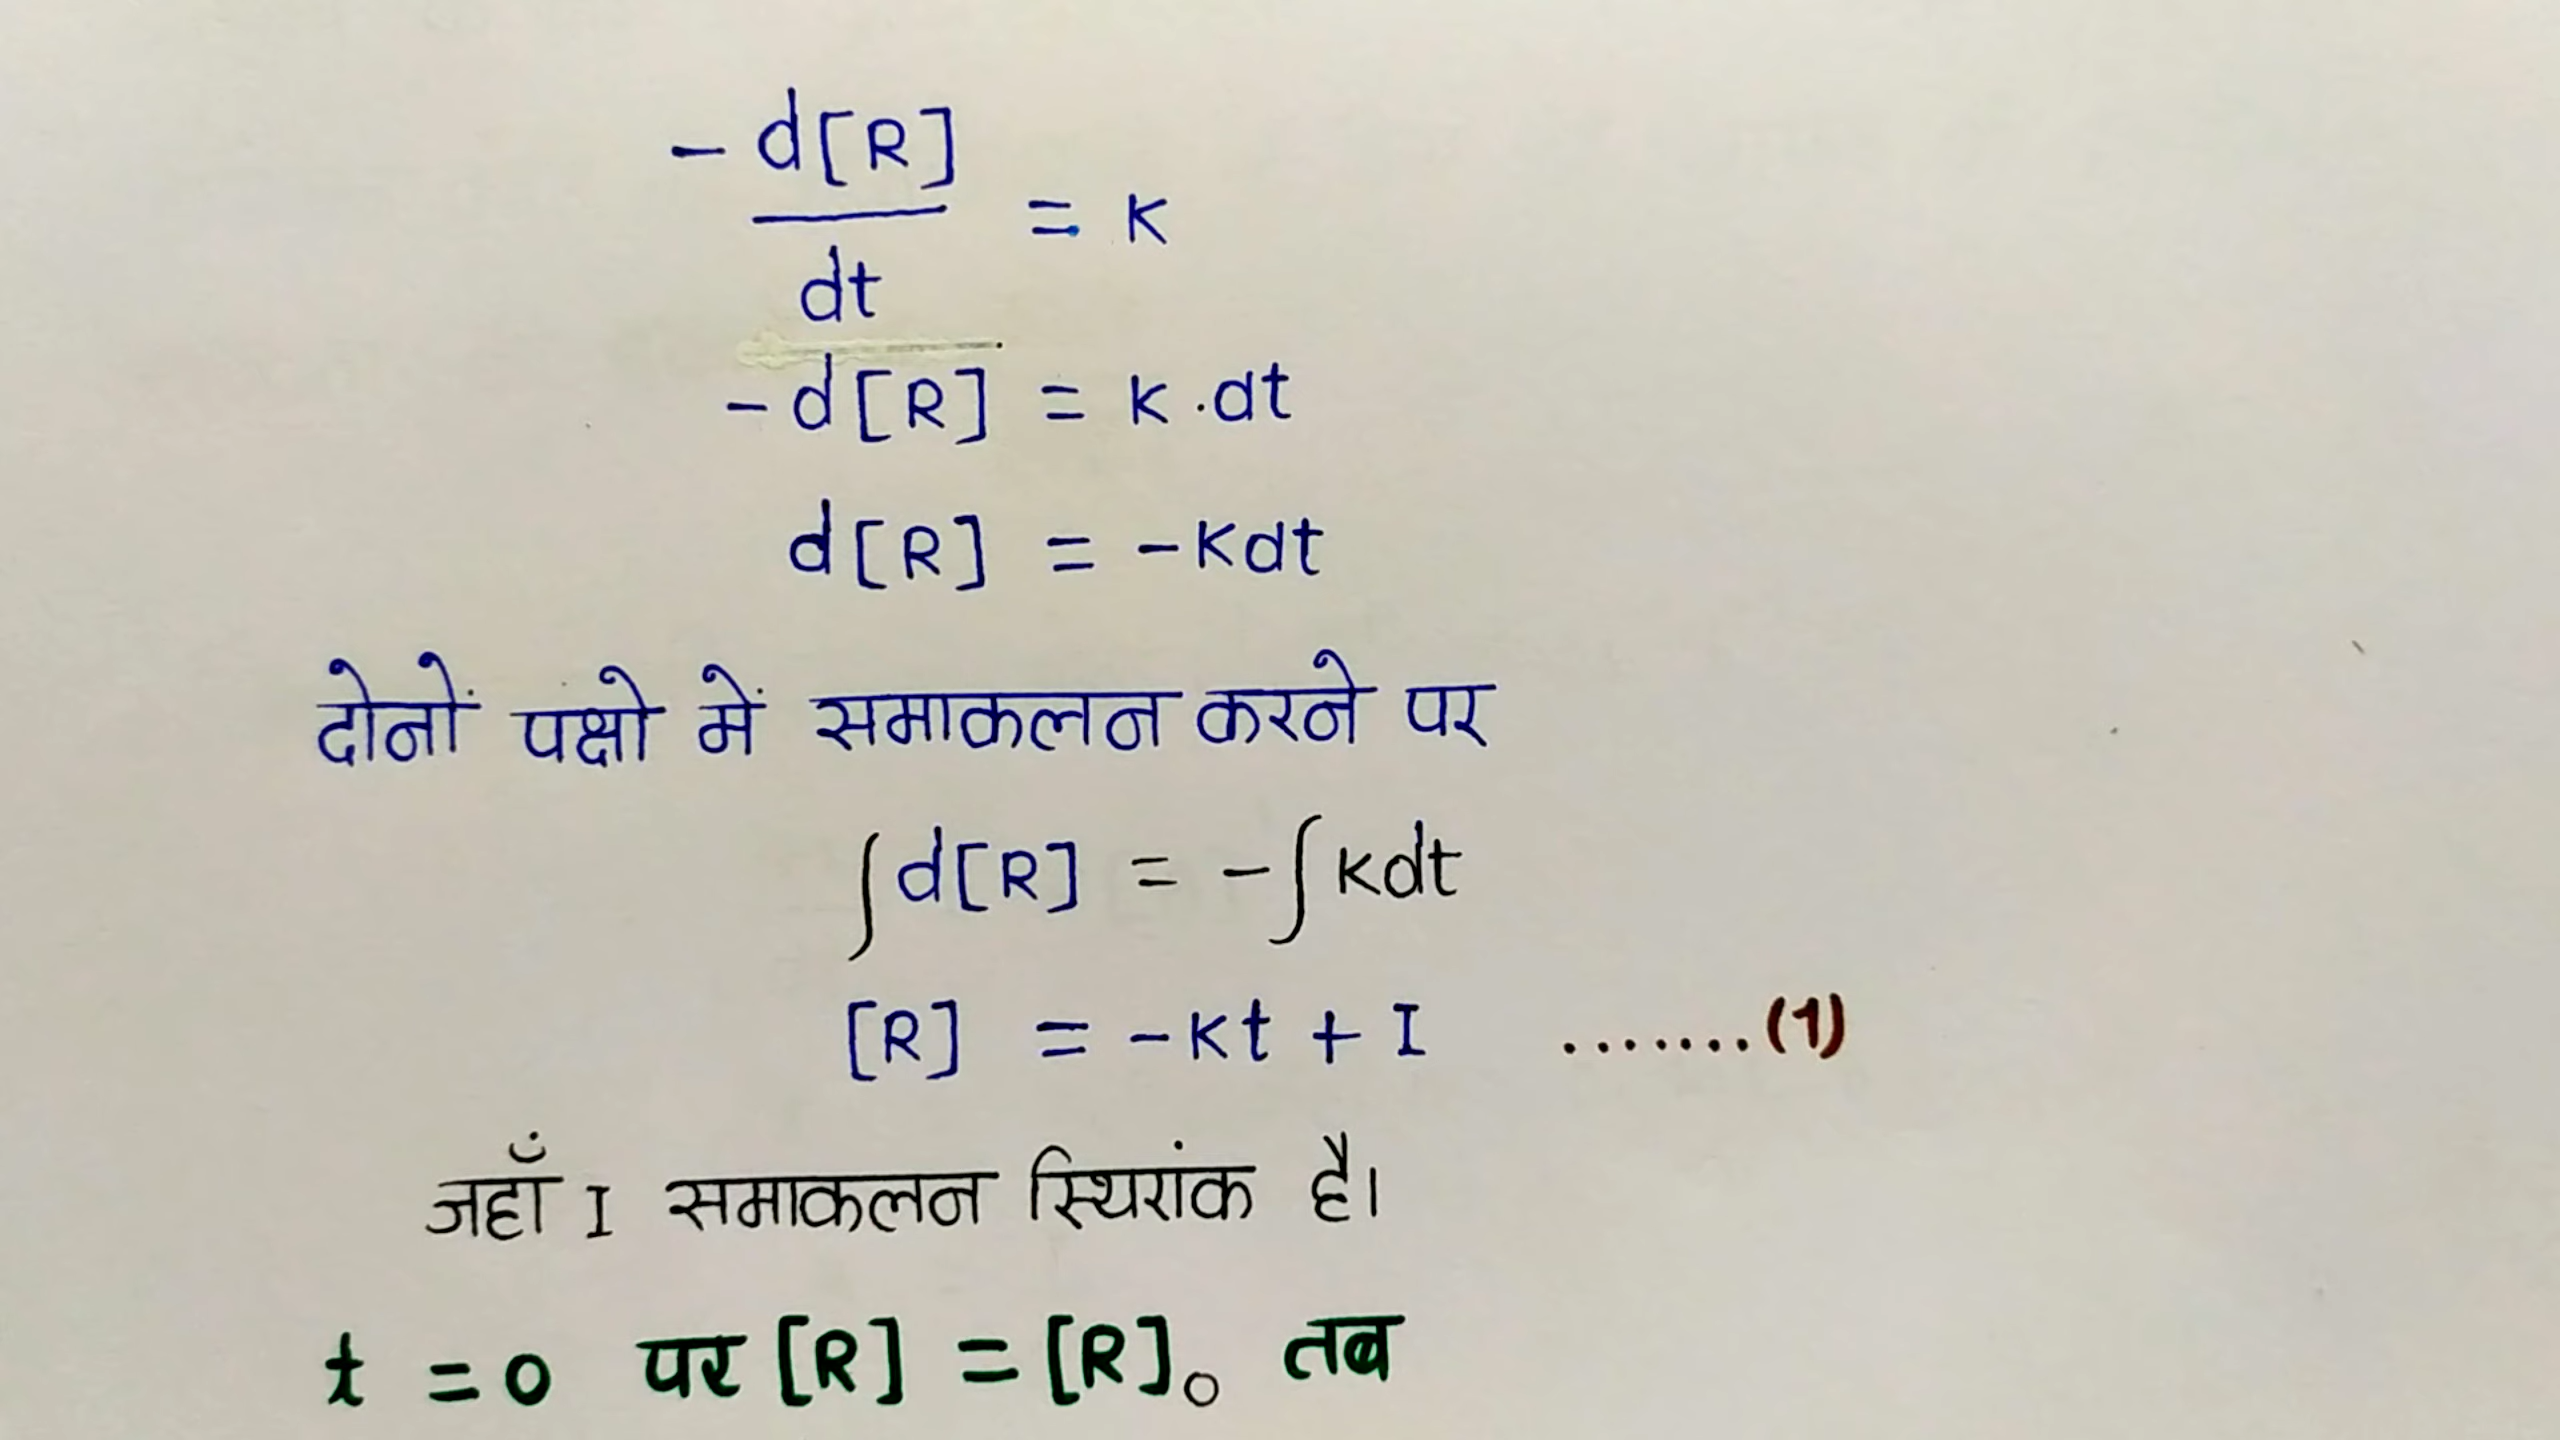 - d[R]
= K
dt
- d[R] = K . dt
d[R] = - Kdt
दोनों पक्षो में समाकलन करने पर
∫ d[R] = - ∫ Kdt
[R] = - Kt + I .......(1)
जहाँ I समाकलन स्थिरांक है।
t = 0 पर [R] = [R]₀ तब